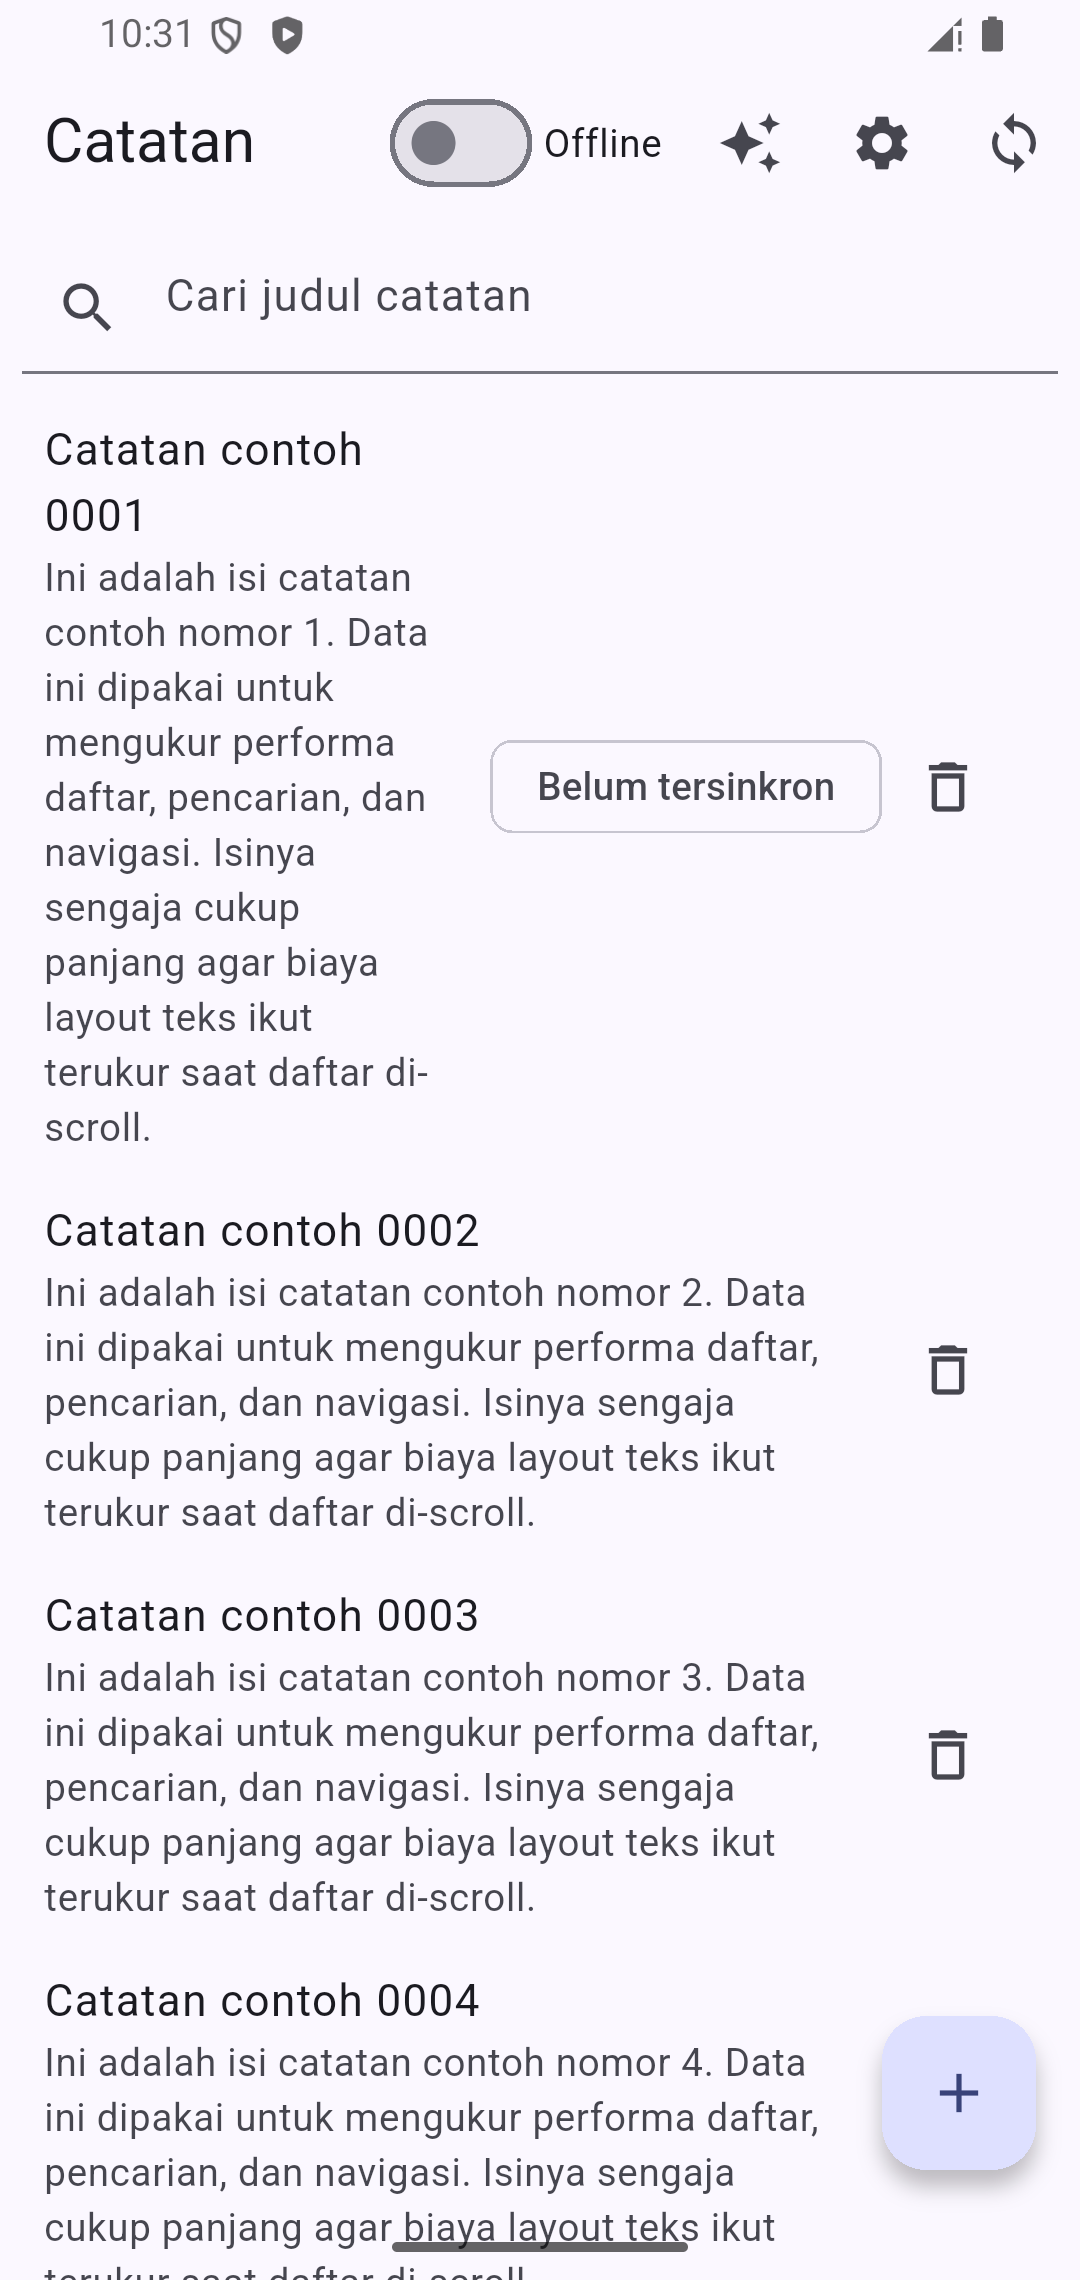 10:31
Catatan
Offline
Cari judul catatan
Catatan contoh
0001
Ini adalah isi catatan
contoh nomor 1. Data
ini dipakai untuk
mengukur performa
daftar, pencarian, dan
navigasi. Isinya
sengaja cukup
panjang agar biaya
layout teks ikut
terukur saat daftar di-
scroll.
Belum tersinkron
Catatan contoh 0002
Ini adalah isi catatan contoh nomor 2. Data
ini dipakai untuk mengukur performa daftar,
pencarian, dan navigasi. Isinya sengaja
cukup panjang agar biaya layout teks ikut
terukur saat daftar di-scroll.
Catatan contoh 0003
Ini adalah isi catatan contoh nomor 3. Data
ini dipakai untuk mengukur performa daftar,
pencarian, dan navigasi. Isinya sengaja
cukup panjang agar biaya layout teks ikut
terukur saat daftar di-scroll.
Catatan contoh 0004
Ini adalah isi catatan contoh nomor 4. Data
ini dipakai untuk mengukur performa daftar,
pencarian, dan navigasi. Isinya sengaja
cukup panjang agar biaya layout teks ikut
terukur saat daftar di-scroll.